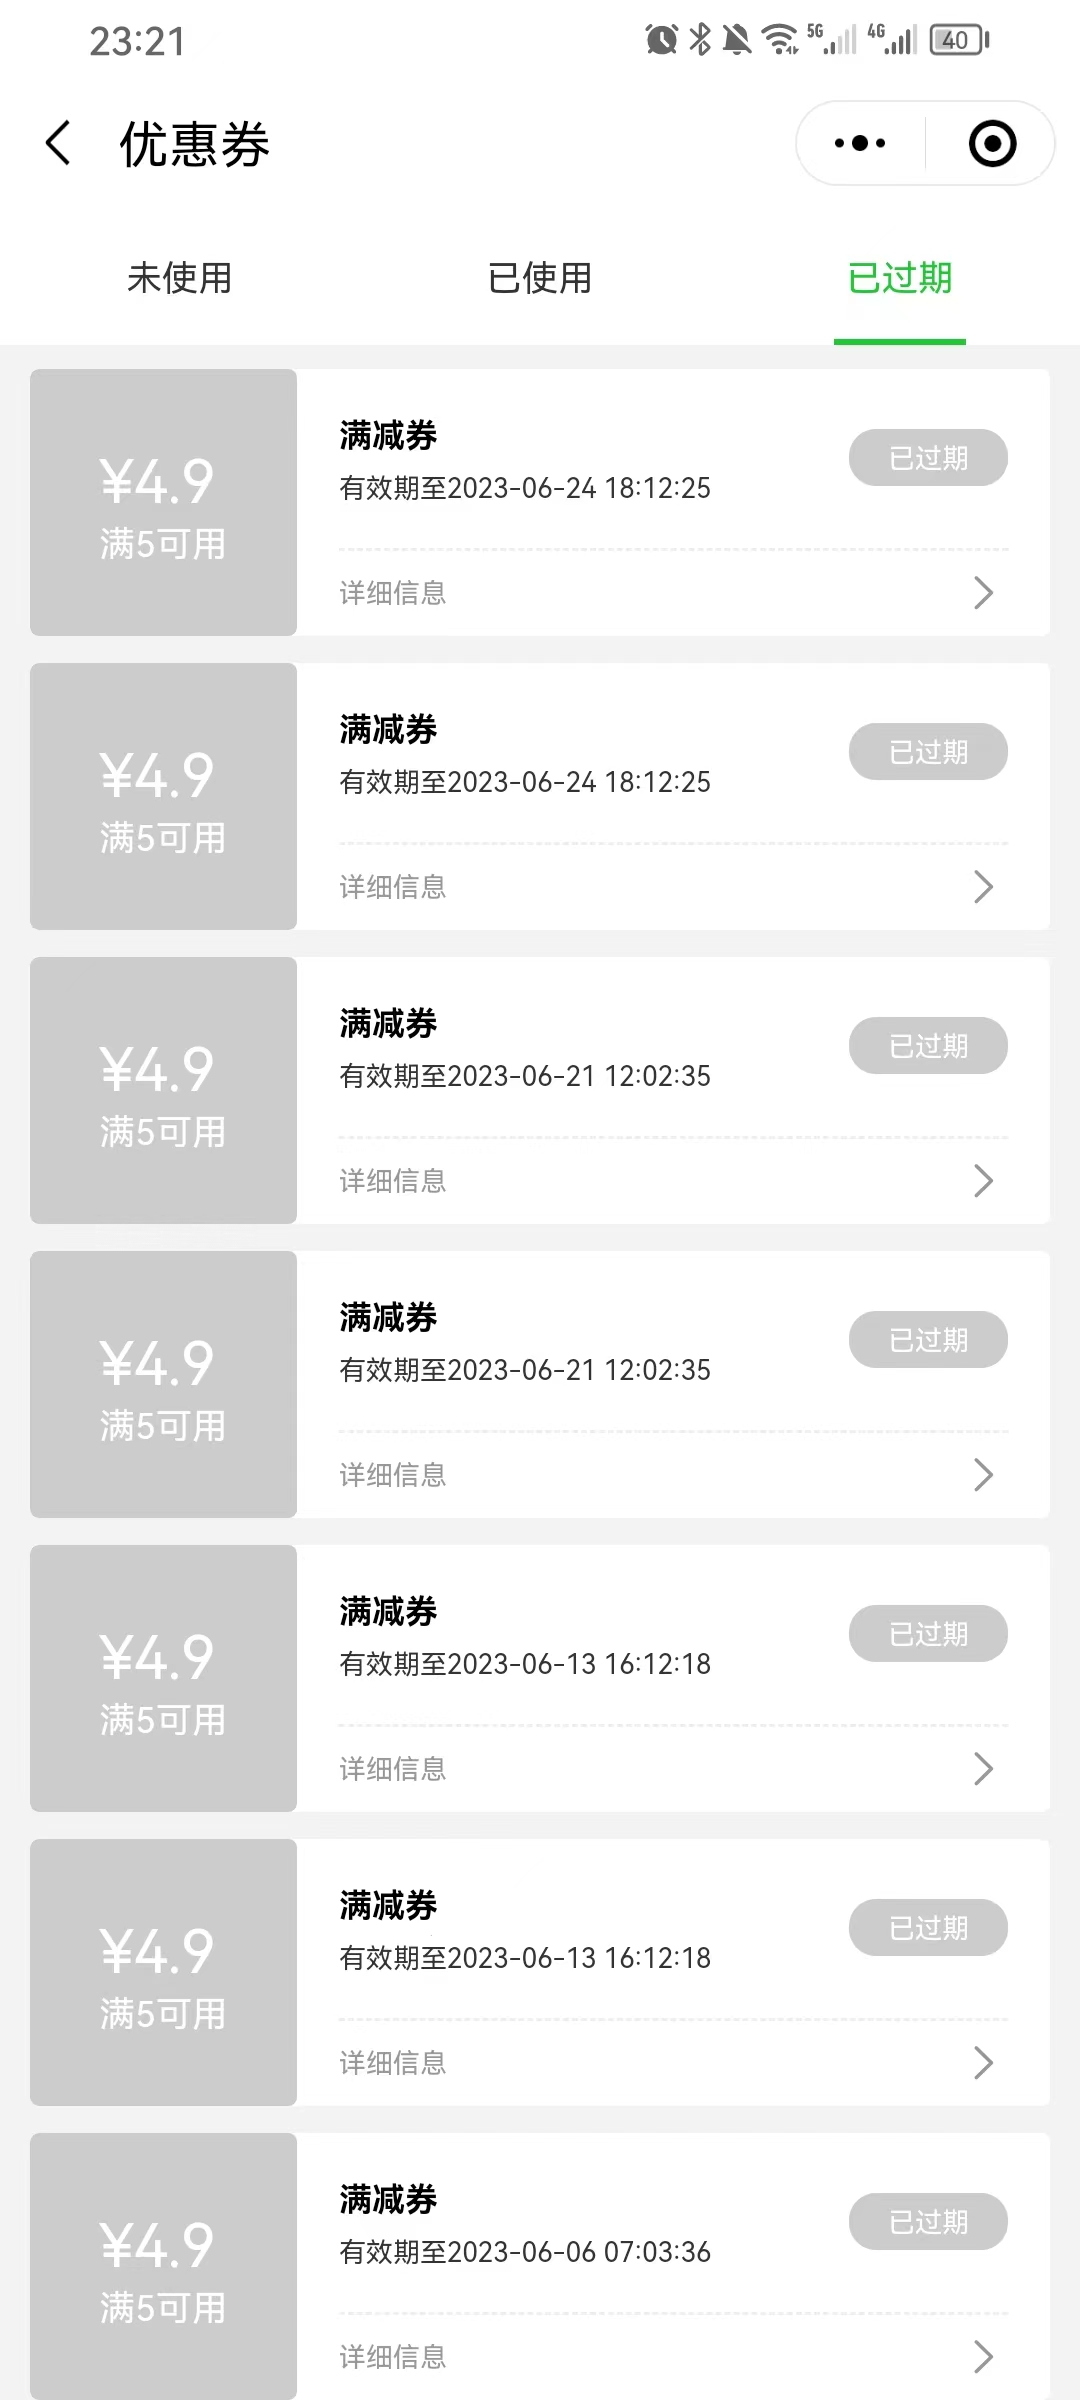 23:21
5G 4G 40
优惠券
未使用 已使用 已过期
¥4.9
满5可用
满减券
有效期至2023-06-24 18:12:25
已过期
详细信息
¥4.9
满5可用
满减券
有效期至2023-06-24 18:12:25
已过期
详细信息
¥4.9
满5可用
满减券
有效期至2023-06-21 12:02:35
已过期
详细信息
¥4.9
满5可用
满减券
有效期至2023-06-21 12:02:35
已过期
详细信息
¥4.9
满5可用
满减券
有效期至2023-06-13 16:12:18
已过期
详细信息
¥4.9
满5可用
满减券
有效期至2023-06-13 16:12:18
已过期
详细信息
¥4.9
满5可用
满减券
有效期至2023-06-06 07:03:36
已过期
详细信息